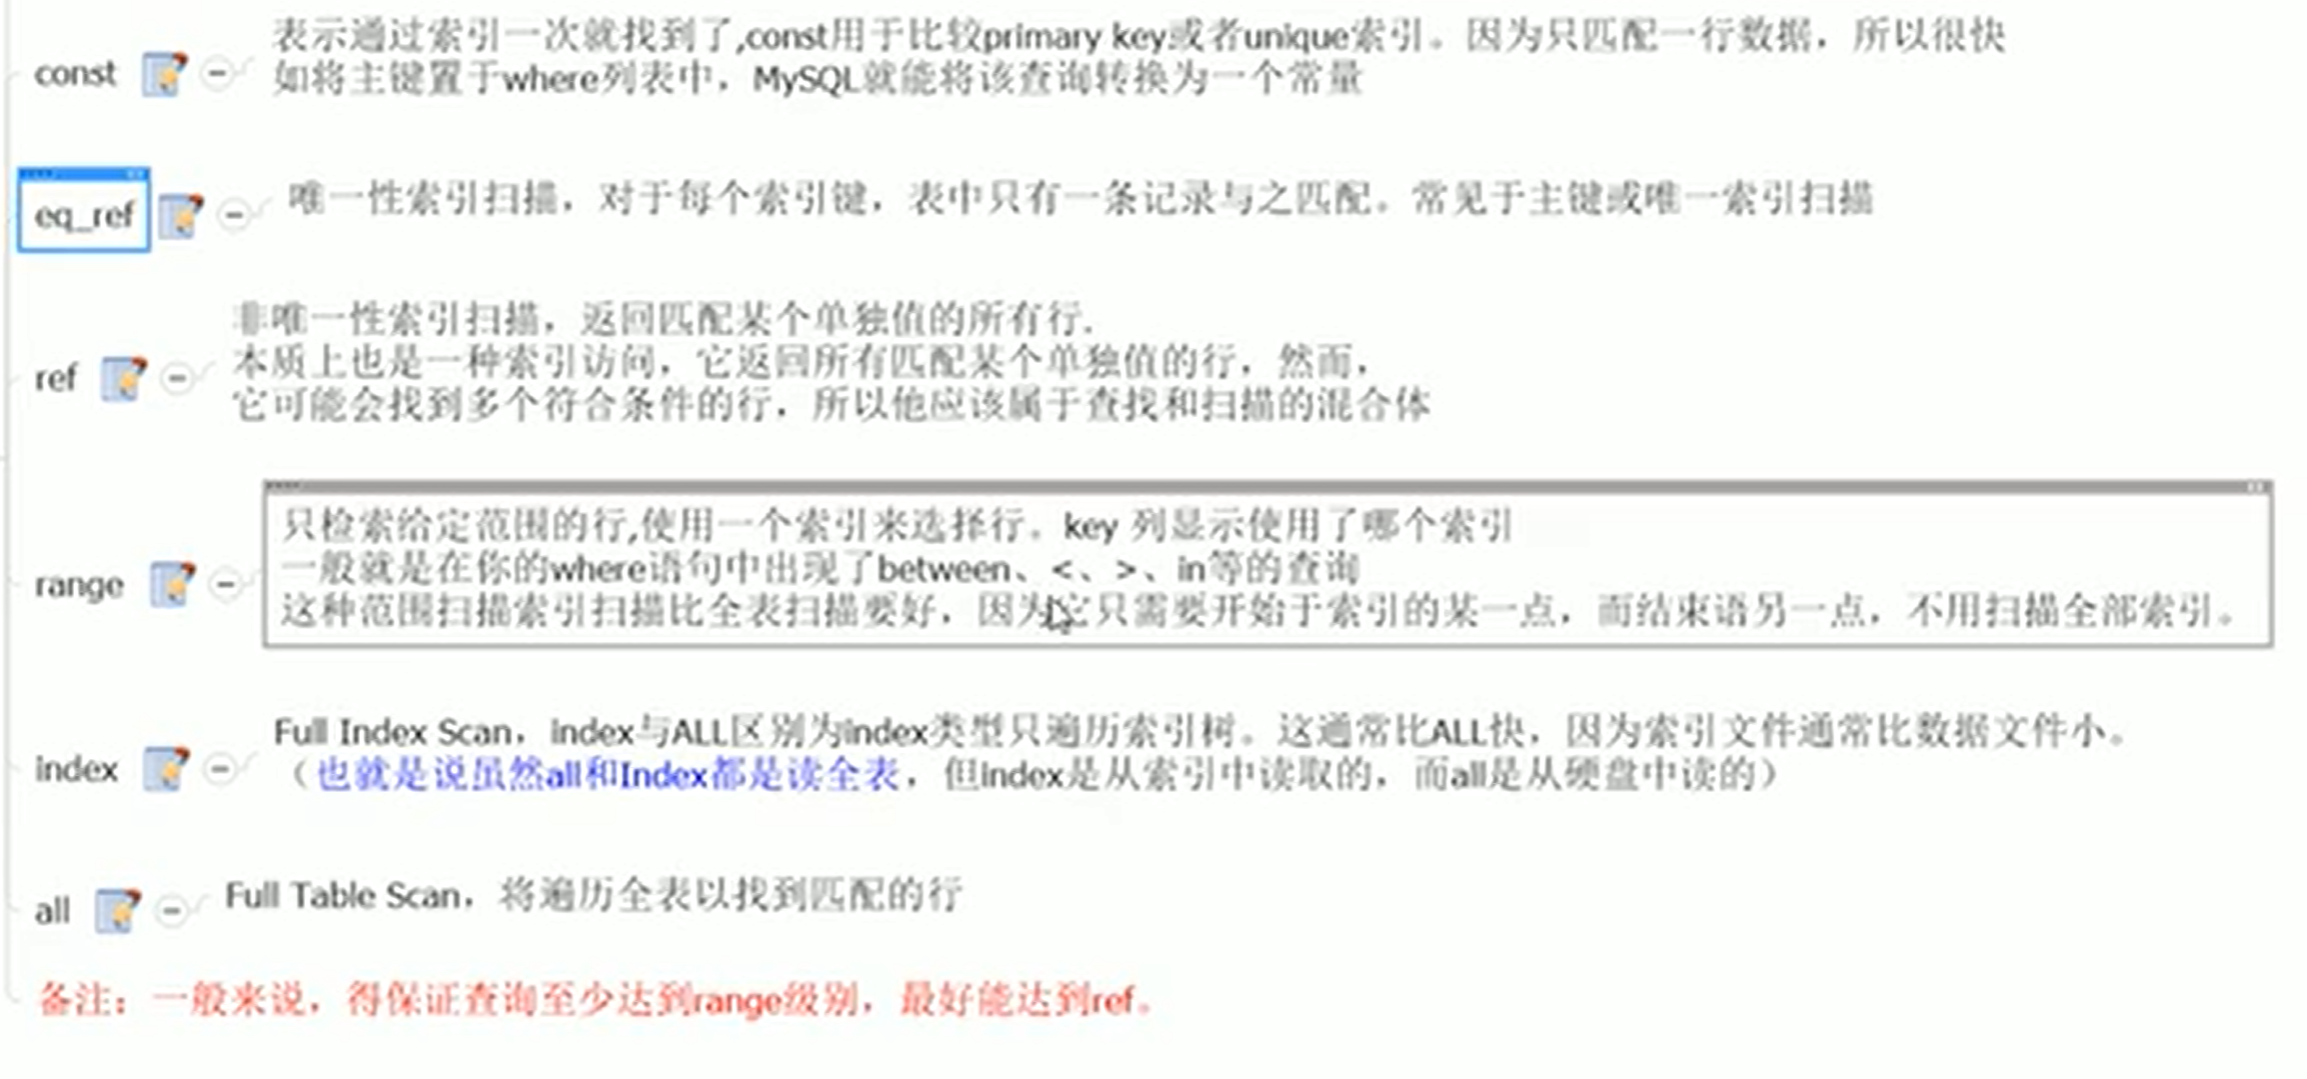 const
表示通过索引一次就找到了,const用于比较primary key或者unique索引。因为只匹配一行数据，所以很快
如将主键置于where列表中，MySQL就能将该查询转换为一个常量
eq_ref
唯一性索引扫描，对于每个索引键，表中只有一条记录与之匹配。常见于主键或唯一索引扫描
ref
非唯一性索引扫描，返回匹配某个单独值的所有行.
本质上也是一种索引访问，它返回所有匹配某个单独值的行，然而，
它可能会找到多个符合条件的行，所以他应该属于查找和扫描的混合体
range
只检索给定范围的行,使用一个索引来选择行。key 列显示使用了哪个索引
一般就是在你的where语句中出现了between、<、>、in等的查询
这种范围扫描索引扫描比全表扫描要好，因为它只需要开始于索引的某一点，而结束语另一点，不用扫描全部索引。
index
Full Index Scan，index与ALL区别为index类型只遍历索引树。这通常比ALL快，因为索引文件通常比数据文件小。
（也就是说虽然all和Index都是读全表，但index是从索引中读取的，而all是从硬盘中读的）
all
Full Table Scan，将遍历全表以找到匹配的行
备注：一般来说，得保证查询至少达到range级别，最好能达到ref。